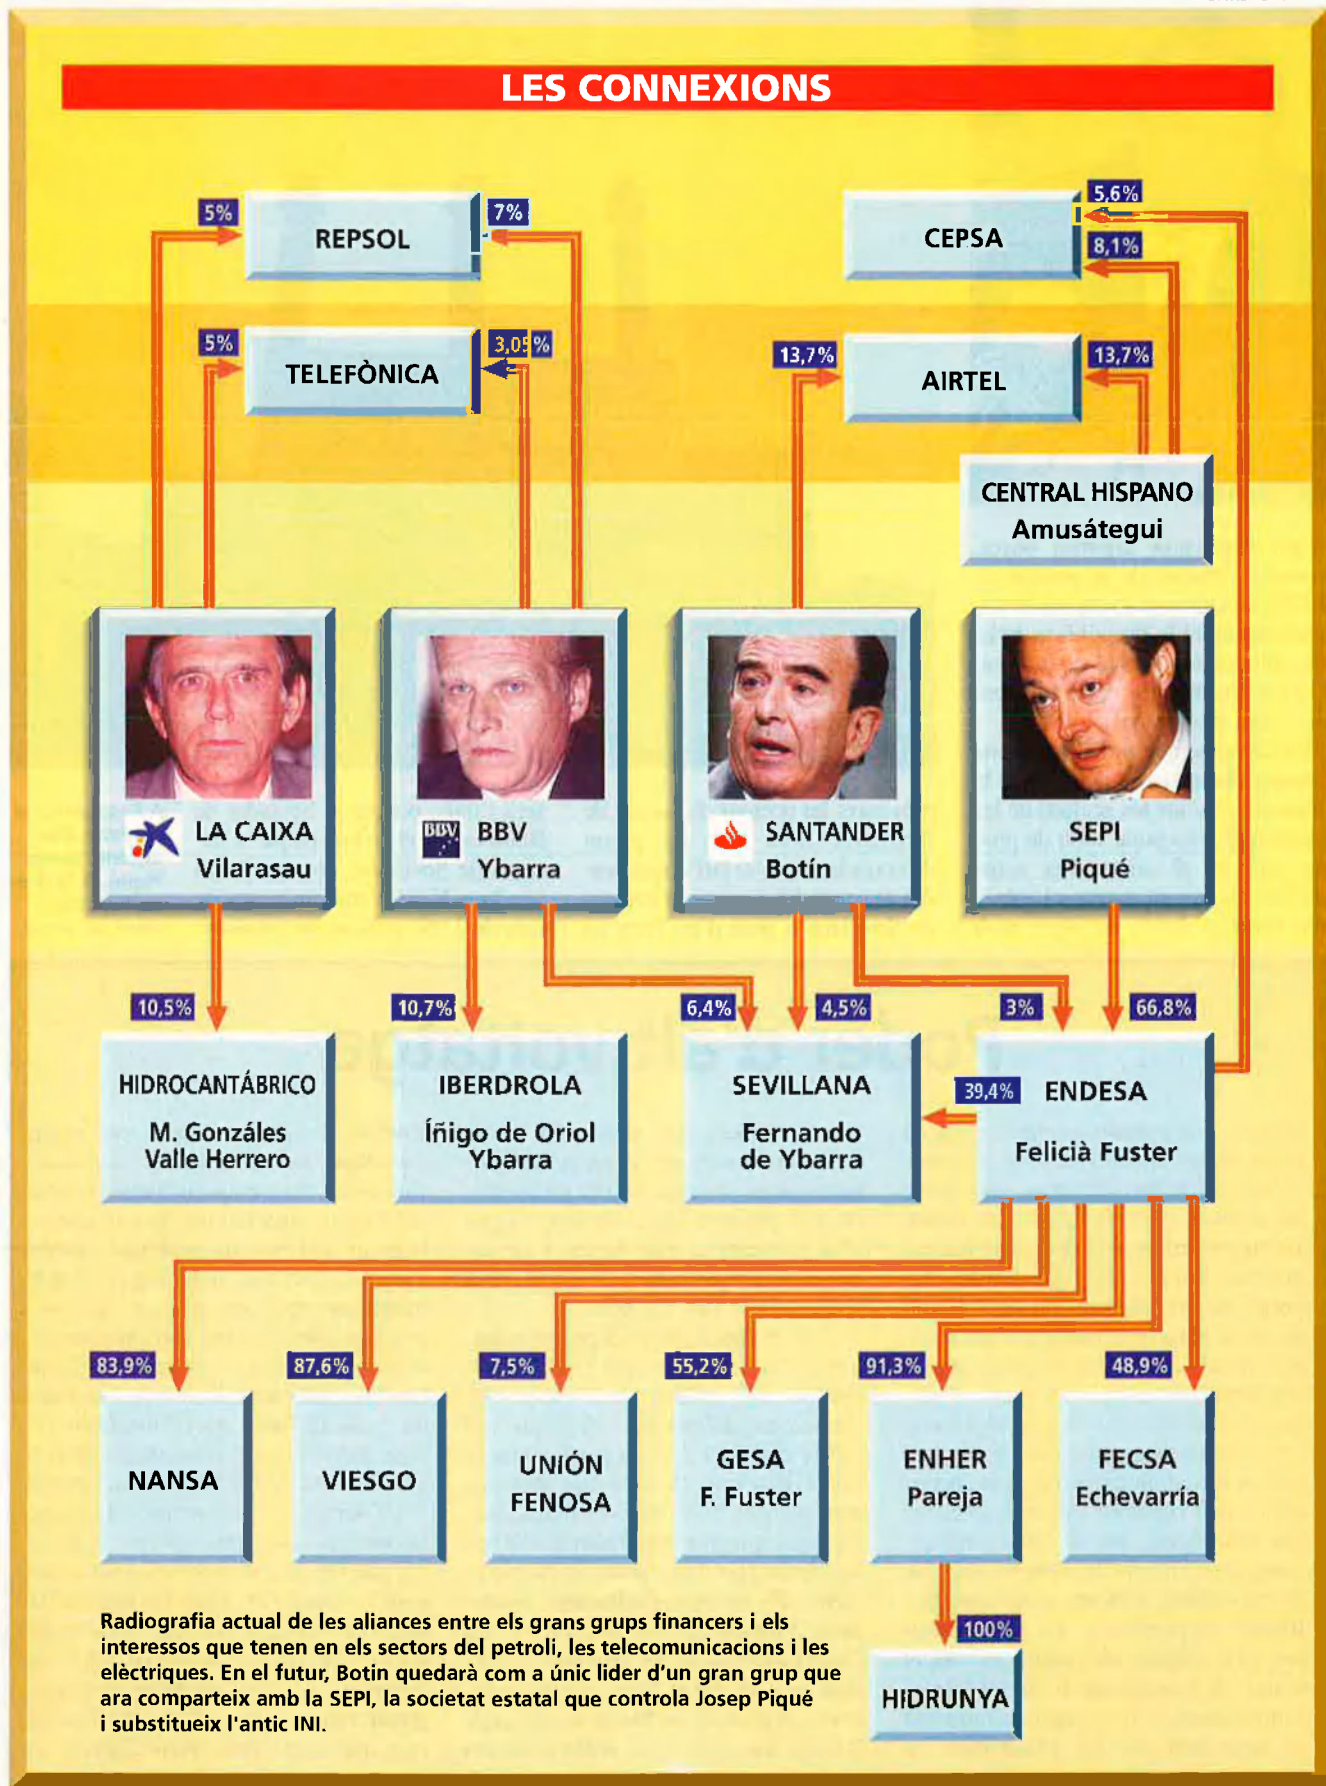 LES CONNEXIONS
5%
REPSOL
7%
5%
TELEFÒNICA
3,05%
5,6%
CEPSA
8,1%
13,7%
AIRTEL
13,7%
CENTRAL HISPANO
Amusátegui
LA CAIXA
Vilarasau
BBV
BBV
Ybarra
SANTANDER
Botín
SEPI
Piqué
10,5%
10,7%
6,4%
4,5%
3%
66,8%
HIDROCANTÁBRICO
M. Gonzáles
Valle Herrero
IBERDROLA
Íñigo de Oriol
Ybarra
SEVILLANA
Fernando
de Ybarra
39,4%
ENDESA
Felicià Fuster
83,9%
87,6%
7,5%
55,2%
91,3%
48,9%
NANSA
VIESGO
UNIÓN
FENOSA
GESA
F. Fuster
ENHER
Pareja
FECSA
Echevarría
100%
HIDRUNYA
Radiografia actual de les aliances entre els grans grups financers i els
interessos que tenen en els sectors del petroli, les telecomunicacions i les
elèctriques. En el futur, Botin quedarà com a únic lider d'un gran grup que
ara comparteix amb la SEPI, la societat estatal que controla Josep Piqué
i substitueix l'antic INI.